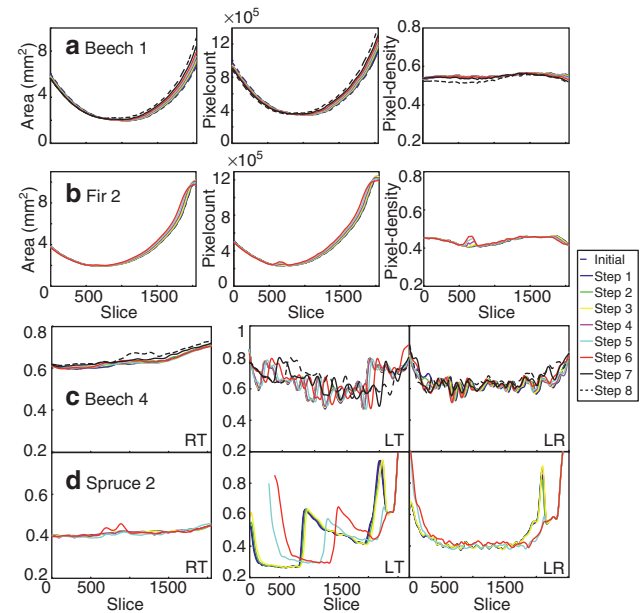 ×10⁵
a Beech 1
Area (mm²)
8
4
Pixelcount
12
8
4
0
Pixel-density
0.8
0.6
0.4
0.2
×10⁵
b Fir 2
Area (mm²)
8
4
0 500 1500
Slice
Pixelcount
12
8
4
0
0 500 1500
Slice
Pixel-density
0.8
0.6
0.4
0.2
0 500 1500
Slice
Initial
Step 1
Step 2
Step 3
Step 4
Step 5
Step 6
Step 7
Step 8
0.8
0.6
0.4
0.2
c Beech 4
RT
1
0.8
0.6
0.4
0.2
LT
LR
d Spruce 2
0.6
0.4
0.2
RT
0 500 1500
Slice
0.8
0.6
0.4
0.2
LT
0 500 1500
Slice
LR
0 500 1500
Slice